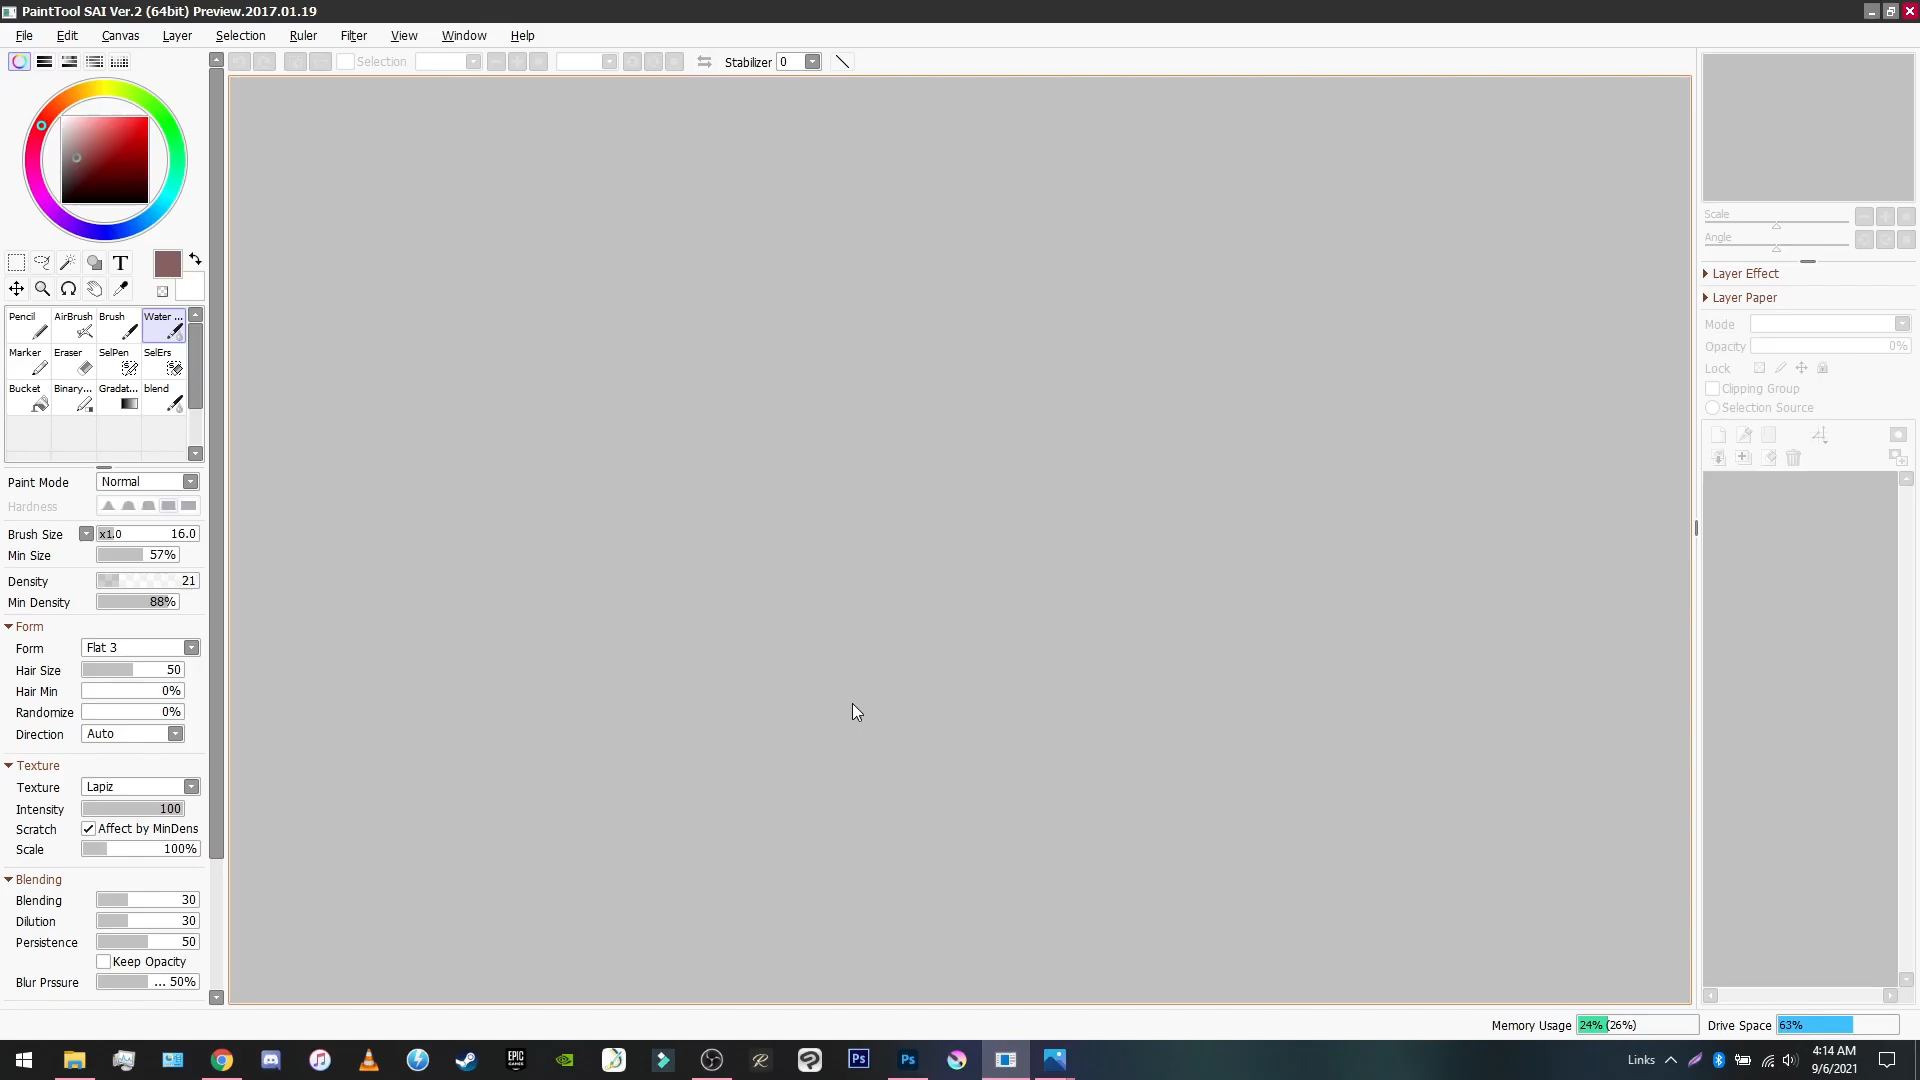 PaintTool SAI Ver.2 (64bit) Preview.2017.01.19
File Edit Canvas Layer Selection Ruler Filter View Window Help
Selection
Stabilizer 0
T
Pencil AirBrush Brush Water ...
Marker Eraser SelPen SelErs
Bucket Binary... Gradat... blend
Paint Mode Normal
Hardness
Brush Size x1.0 16.0
Min Size 57%
Density 21
Min Density 88%
Form
Form Flat 3
Hair Size 50
Hair Min 0%
Randomize 0%
Direction Auto
Texture
Texture Lapiz
Intensity 100
Scratch Affect by MinDens
Scale 100%
Blending
Blending 30
Dilution 30
Persistence 50
Keep Opacity
Blur Prssure ... 50%
Scale
Angle
Layer Effect
Layer Paper
Mode
Opacity 0%
Lock
Clipping Group
Selection Source
Memory Usage 24% (26%) Drive Space 63%
EPIC GAMES
Ps
Ps
Links
4:14 AM
9/6/2021